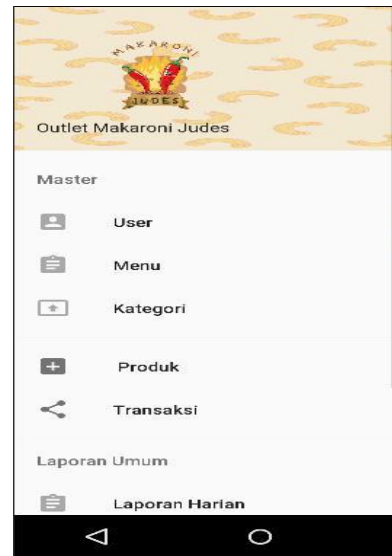 MAKARONI
JUDES
Outlet Makaroni Judes
Master
User
Menu
Kategori
Produk
Transaksi
Laporan Umum
Laporan Harian